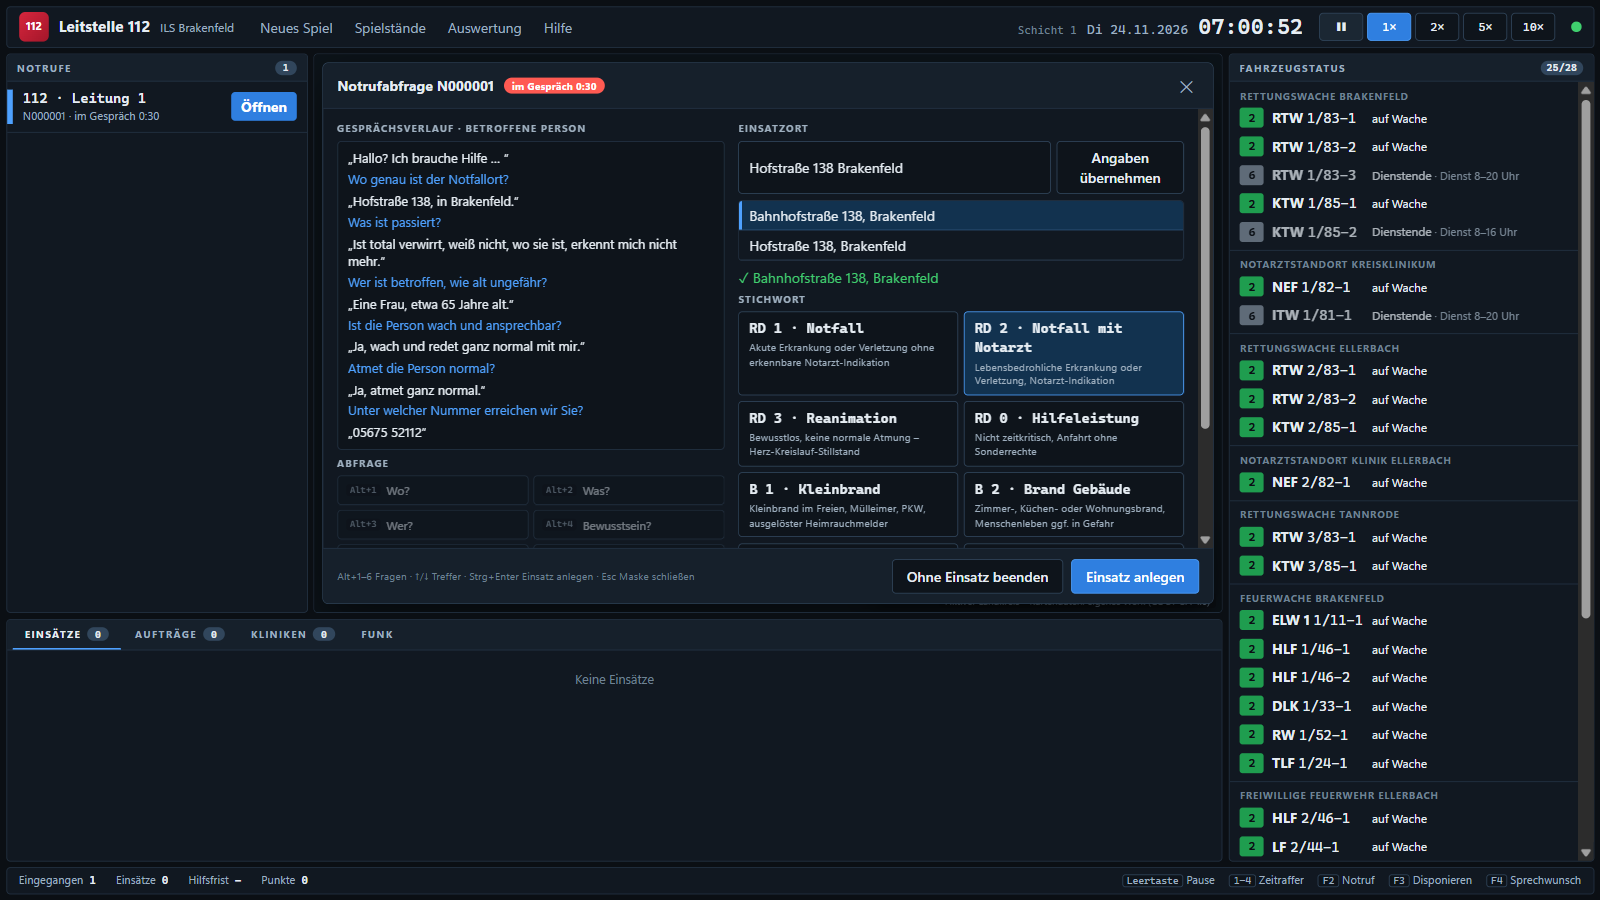 112 Leitstelle 112 ILS Brakenfeld Neues Spiel Spielstände Auswertung Hilfe Schicht 1 Di 24.11.2026 07:00:52 1× 2× 5× 10×
NOTRUFE 1
112 · Leitung 1
N000001 · im Gespräch 0:30
Öffnen
Notrufabfrage N000001 im Gespräch 0:30
GESPRÄCHSVERLAUF · BETROFFENE PERSON
„Hallo? Ich brauche Hilfe … “
Wo genau ist der Notfallort?
„Hofstraße 138, in Brakenfeld.“
Was ist passiert?
„Ist total verwirrt, weiß nicht, wo sie ist, erkennt mich nicht
mehr.“
Wer ist betroffen, wie alt ungefähr?
„Eine Frau, etwa 65 Jahre alt.“
Ist die Person wach und ansprechbar?
„Ja, wach und redet ganz normal mit mir.“
Atmet die Person normal?
„Ja, atmet ganz normal.“
Unter welcher Nummer erreichen wir Sie?
„05675 52112“
ABFRAGE
Alt+1 Wo?
Alt+2 Was?
Alt+3 Wer?
Alt+4 Bewusstsein?
EINSATZORT
Hofstraße 138 Brakenfeld
Angaben
übernehmen
Bahnhofstraße 138, Brakenfeld
Hofstraße 138, Brakenfeld
✓ Bahnhofstraße 138, Brakenfeld
STICHWORT
RD 1 · Notfall
Akute Erkrankung oder Verletzung ohne
erkennbare Notarzt-Indikation
RD 2 · Notfall mit
Notarzt
Lebensbedrohliche Erkrankung oder
Verletzung, Notarzt-Indikation
RD 3 · Reanimation
Bewusstlos, keine normale Atmung –
Herz-Kreislauf-Stillstand
RD 0 · Hilfeleistung
Nicht zeitkritisch, Anfahrt ohne
Sonderrechte
B 1 · Kleinbrand
Kleinbrand im Freien, Mülleimer, PKW,
ausgelöster Heimrauchmelder
B 2 · Brand Gebäude
Zimmer-, Küchen- oder Wohnungsbrand,
Menschenleben ggf. in Gefahr
Alt+1–6 Fragen · ↑/↓ Treffer · Strg+Enter Einsatz anlegen · Esc Maske schließen
Ohne Einsatz beenden
Einsatz anlegen
EINSÄTZE 0 AUFTRÄGE 0 KLINIKEN 0 FUNK
Keine Einsätze
FAHRZEUGSTATUS 25/28
RETTUNGSWACHE BRAKENFELD
2 RTW 1/83–1 auf Wache
2 RTW 1/83–2 auf Wache
6 RTW 1/83–3 Dienstende · Dienst 8–20 Uhr
2 KTW 1/85–1 auf Wache
6 KTW 1/85–2 Dienstende · Dienst 8–16 Uhr
NOTARZTSTANDORT KREISKLINIKUM
2 NEF 1/82–1 auf Wache
6 ITW 1/81–1 Dienstende · Dienst 8–20 Uhr
RETTUNGSWACHE ELLERBACH
2 RTW 2/83–1 auf Wache
2 RTW 2/83–2 auf Wache
2 KTW 2/85–1 auf Wache
NOTARZTSTANDORT KLINIK ELLERBACH
2 NEF 2/82–1 auf Wache
RETTUNGSWACHE TANNRODE
2 RTW 3/83–1 auf Wache
2 KTW 3/85–1 auf Wache
FEUERWACHE BRAKENFELD
2 ELW 1 1/11–1 auf Wache
2 HLF 1/46–1 auf Wache
2 HLF 1/46–2 auf Wache
2 DLK 1/33–1 auf Wache
2 RW 1/52–1 auf Wache
2 TLF 1/24–1 auf Wache
FREIWILLIGE FEUERWEHR ELLERBACH
2 HLF 2/46–1 auf Wache
2 LF 2/44–1 auf Wache
Eingegangen 1 Einsätze 0 Hilfsfrist – Punkte 0
Leertaste Pause 1–4 Zeitraffer F2 Notruf F3 Disponieren F4 Sprechwunsch